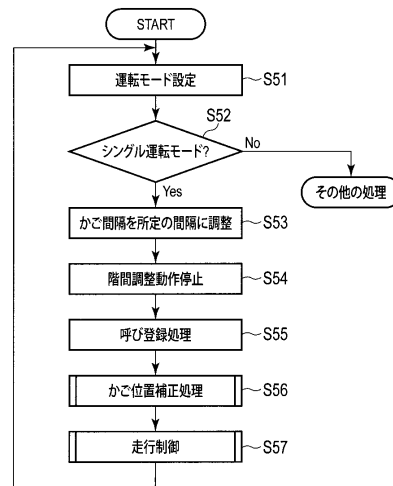 START
運転モード設定
S51
S52
シングル運転モード?
No
Yes
その他の処理
かご間隔を所定の間隔に調整
S53
階間調整動作停止
S54
呼び登録処理
S55
かご位置補正処理
S56
走行制御
S57